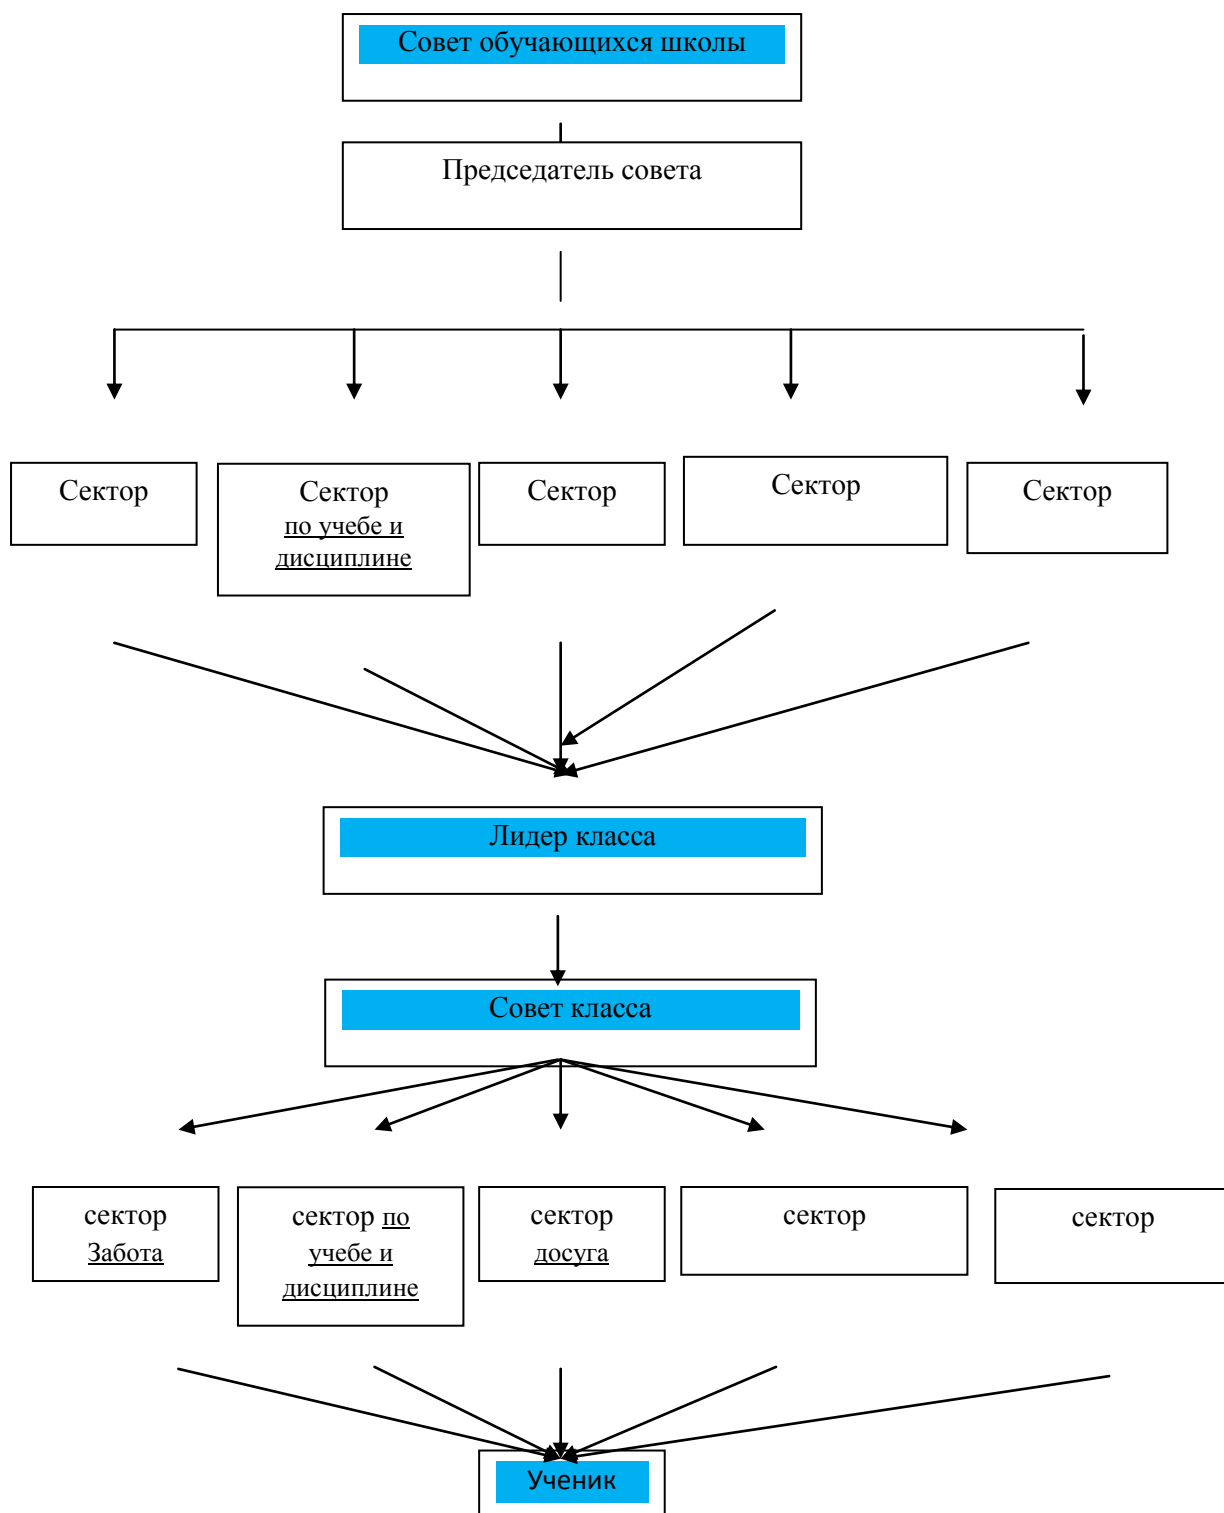 Совет обучающихся школы
Председатель совета
Сектор
Сектор
по учебе и
дисциплине
Сектор
Сектор
Сектор
Лидер класса
Совет класса
сектор
Забота
сектор по
учебе и
дисциплине
сектор
досуга
сектор
сектор
Ученик